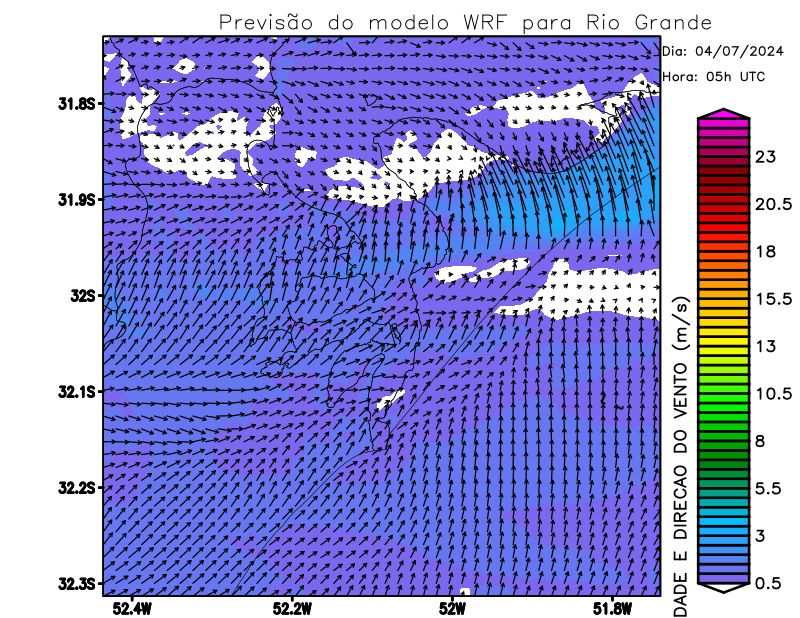 Previsão do modelo WRF para Rio Grande
Dia: 04/07/2024
Hora: 05h UTC
31.8S
31.9S
32S
32.1S
32.2S
32.3S
52.4W
52.2W
52W
51.8W
23
20.5
18
15.5
13
10.5
8
5.5
3
0.5
DADE E DIRECAO DO VENTO (m/s)